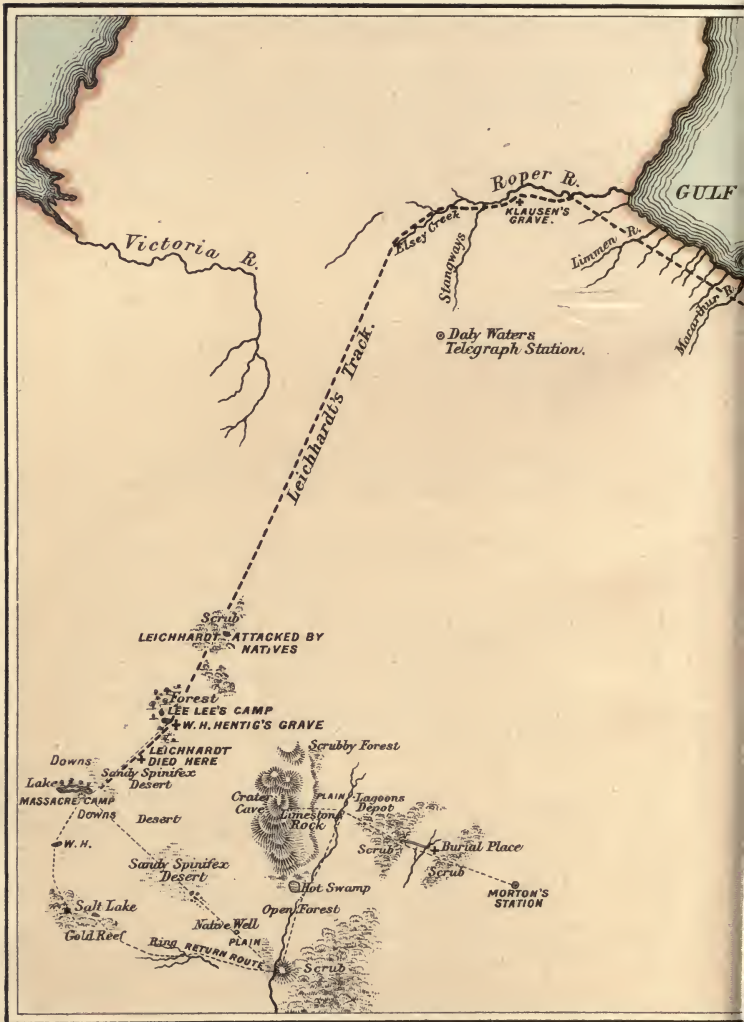 Roper R.
GULF
KLAUSEN'S
GRAVE.
Elsey Creek
Victoria R.
Stangways
Limmen R.
Macarthur R.
Daly Waters
Telegraph Station.
Leichhardt's Track.
Scrub
LEICHHARDT ATTACKED BY
NATIVES
Forest
LEE LEE'S CAMP
W. H. HENTIG'S GRAVE
LEICHHARDT
DIED HERE
Scrubby Forest
Downs
Sandy Spinifex
Desert
Lake
MASSACRE CAMP
Downs
Desert
Crater
Cave
PLAIN
Lagoons
Depot
Limestone
Rock
Scrub
Burial Place
Scrub
W. H.
Sandy Spinifex
Desert
Hot Swamp
MORTON'S
STATION
Salt Lake
Open Forest
Native Well
Gold Reef
PLAIN
Ring
RETURN ROUTE
Scrub